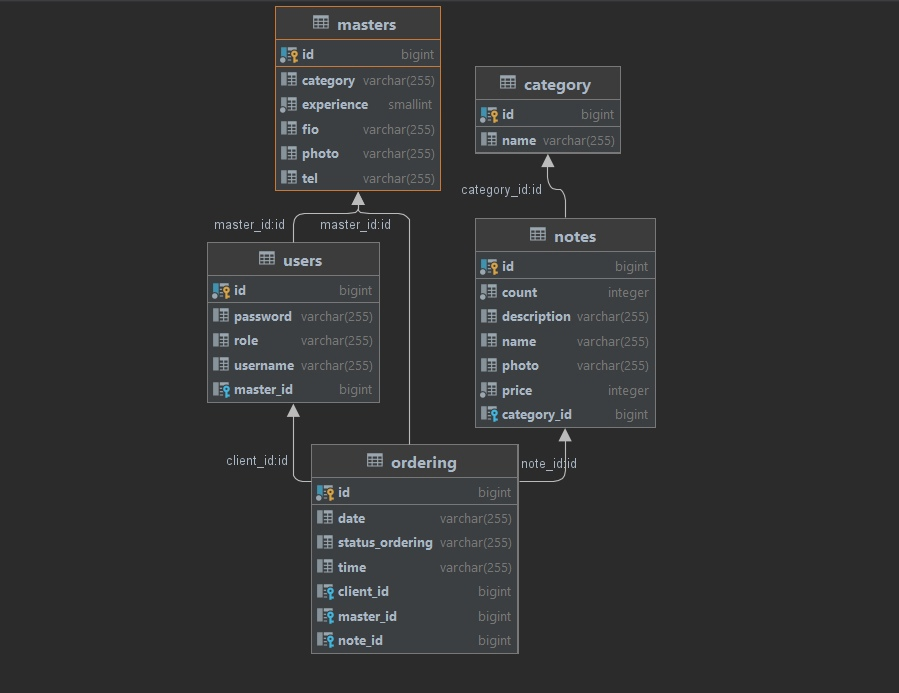 masters
id bigint
category varchar(255)
experience smallint
fio varchar(255)
photo varchar(255)
tel varchar(255)
category
id bigint
name varchar(255)
category_id:id
master_id:id
master_id:id
users
id bigint
password varchar(255)
role varchar(255)
username varchar(255)
master_id bigint
notes
id bigint
count integer
description varchar(255)
name varchar(255)
photo varchar(255)
price integer
category_id bigint
client_id:id
note_id:id
ordering
id bigint
date varchar(255)
status_ordering varchar(255)
time varchar(255)
client_id bigint
master_id bigint
note_id bigint